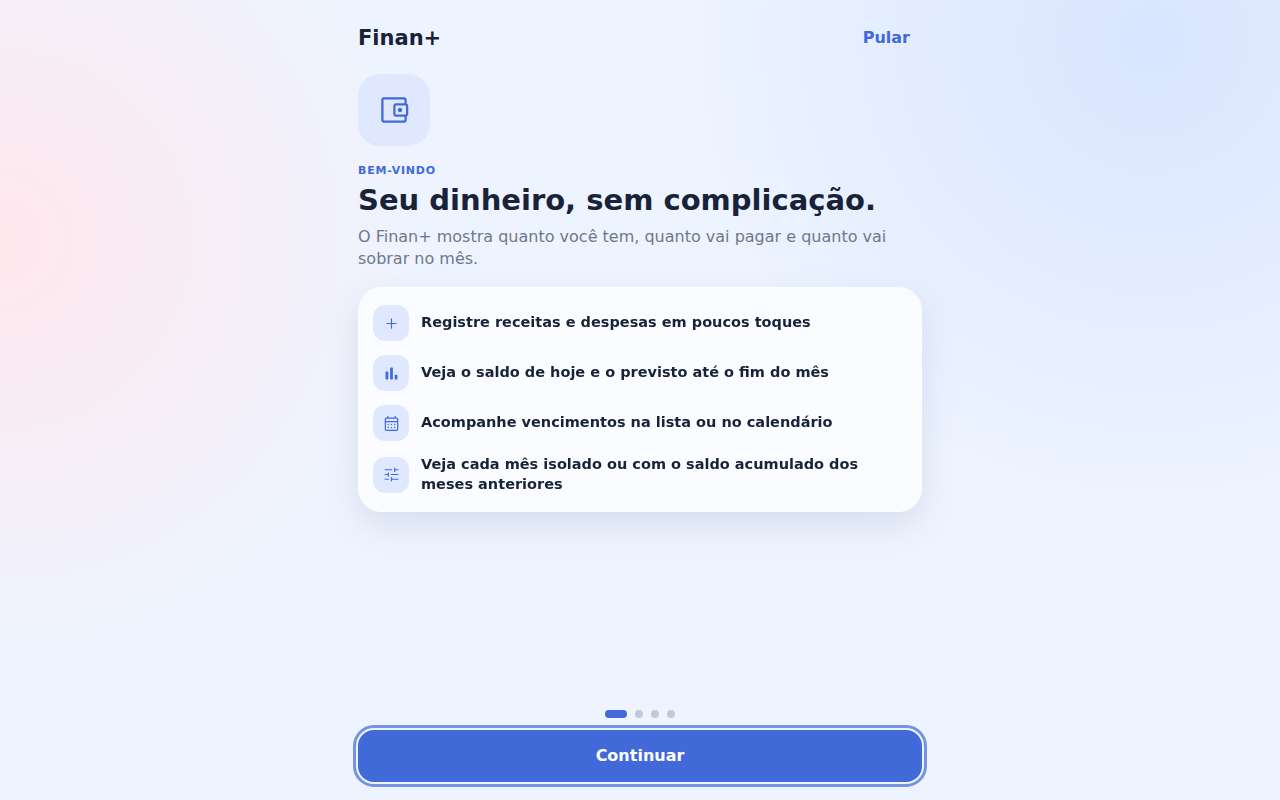 Finan+
Pular
BEM-VINDO
Seu dinheiro, sem complicação.
O Finan+ mostra quanto você tem, quanto vai pagar e quanto vai
sobrar no mês.
Registre receitas e despesas em poucos toques
Veja o saldo de hoje e o previsto até o fim do mês
Acompanhe vencimentos na lista ou no calendário
Veja cada mês isolado ou com o saldo acumulado dos
meses anteriores
Continuar